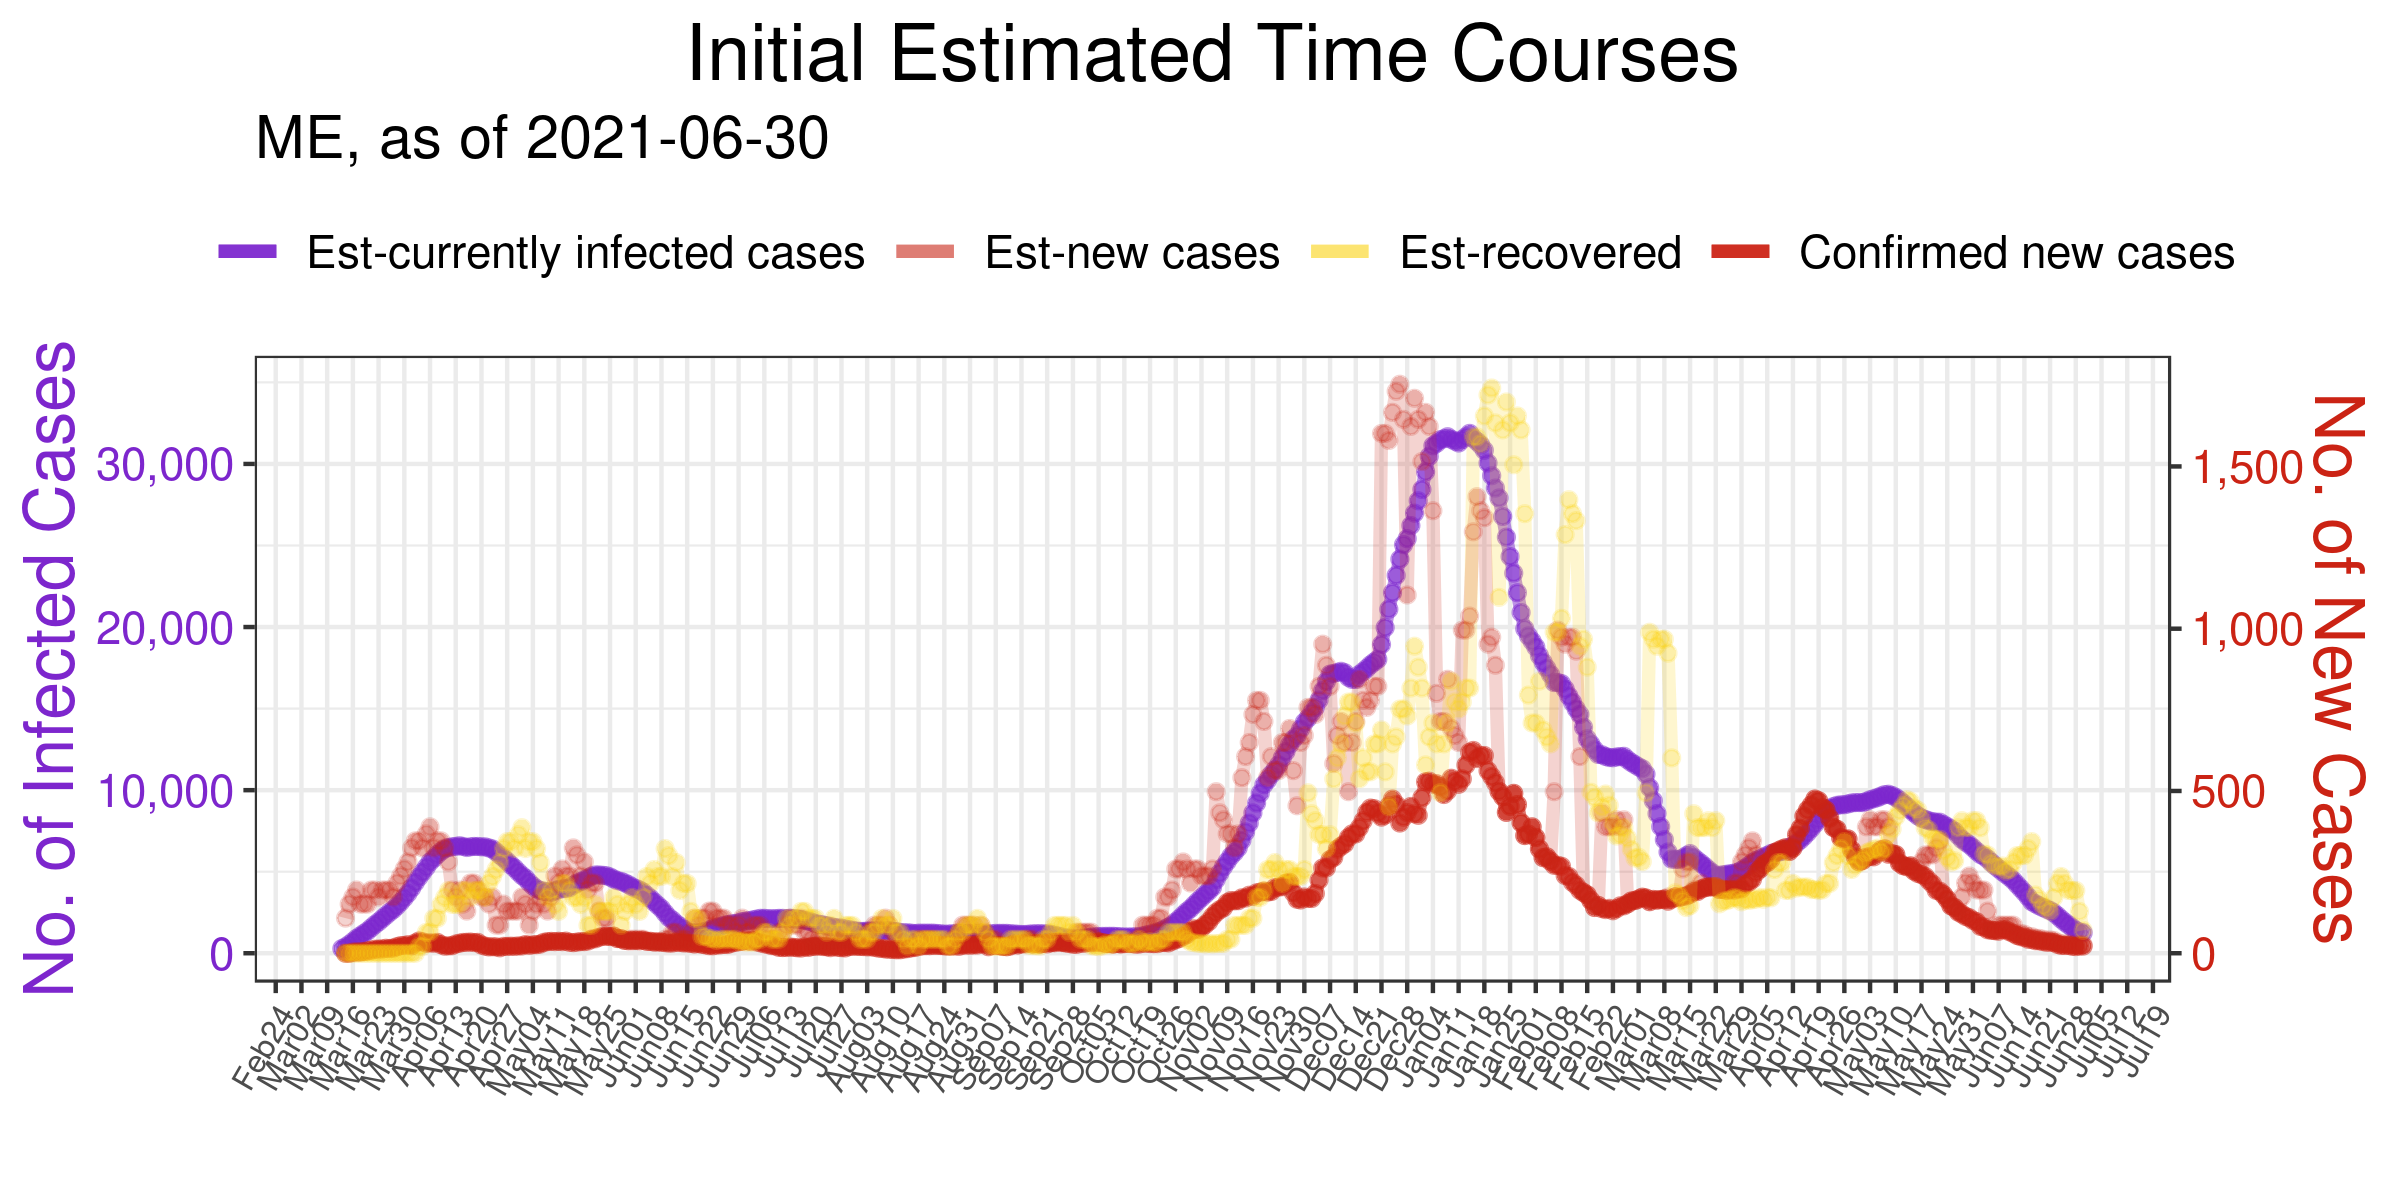 Initial Estimated Time Courses
ME, as of 2021-06-30
Est-currently infected cases Est-new cases Est-recovered Confirmed new cases
No. of Infected Cases
30,000
20,000
10,000
0
1,500
1,000
500
0
No. of New Cases
Feb24 Mar02 Mar09 Mar16 Mar23 Mar30 Apr06 Apr13 Apr20 Apr27 May04 May11 May18 May25 Jun01 Jun08 Jun15 Jun22 Jun29 Jul06 Jul13 Jul20 Jul27 Aug03 Aug10 Aug17 Aug24 Aug31 Sep07 Sep14 Sep21 Sep28 Oct05 Oct12 Oct19 Oct26 Nov02 Nov09 Nov16 Nov23 Nov30 Dec07 Dec14 Dec21 Dec28 Jan04 Jan11 Jan18 Jan25 Feb01 Feb08 Feb15 Feb22 Mar01 Mar08 Mar15 Mar22 Mar29 Apr05 Apr12 Apr19 Apr26 May03 May10 May17 May24 May31 Jun07 Jun14 Jun21 Jun28 Jul05 Jul12 Jul19